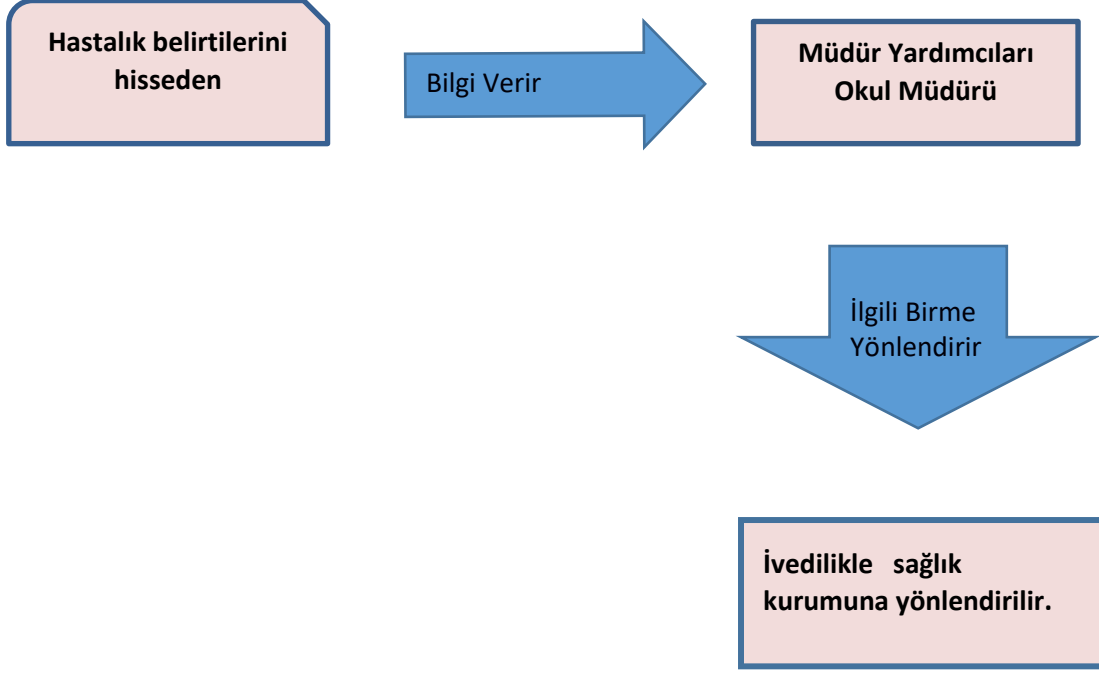 Hastalık belirtilerini
hisseden
Bilgi Verir
Müdür Yardımcıları
Okul Müdürü
İlgili Birme
Yönlendirir
İvedilikle sağlık
kurumuna yönlendirilir.